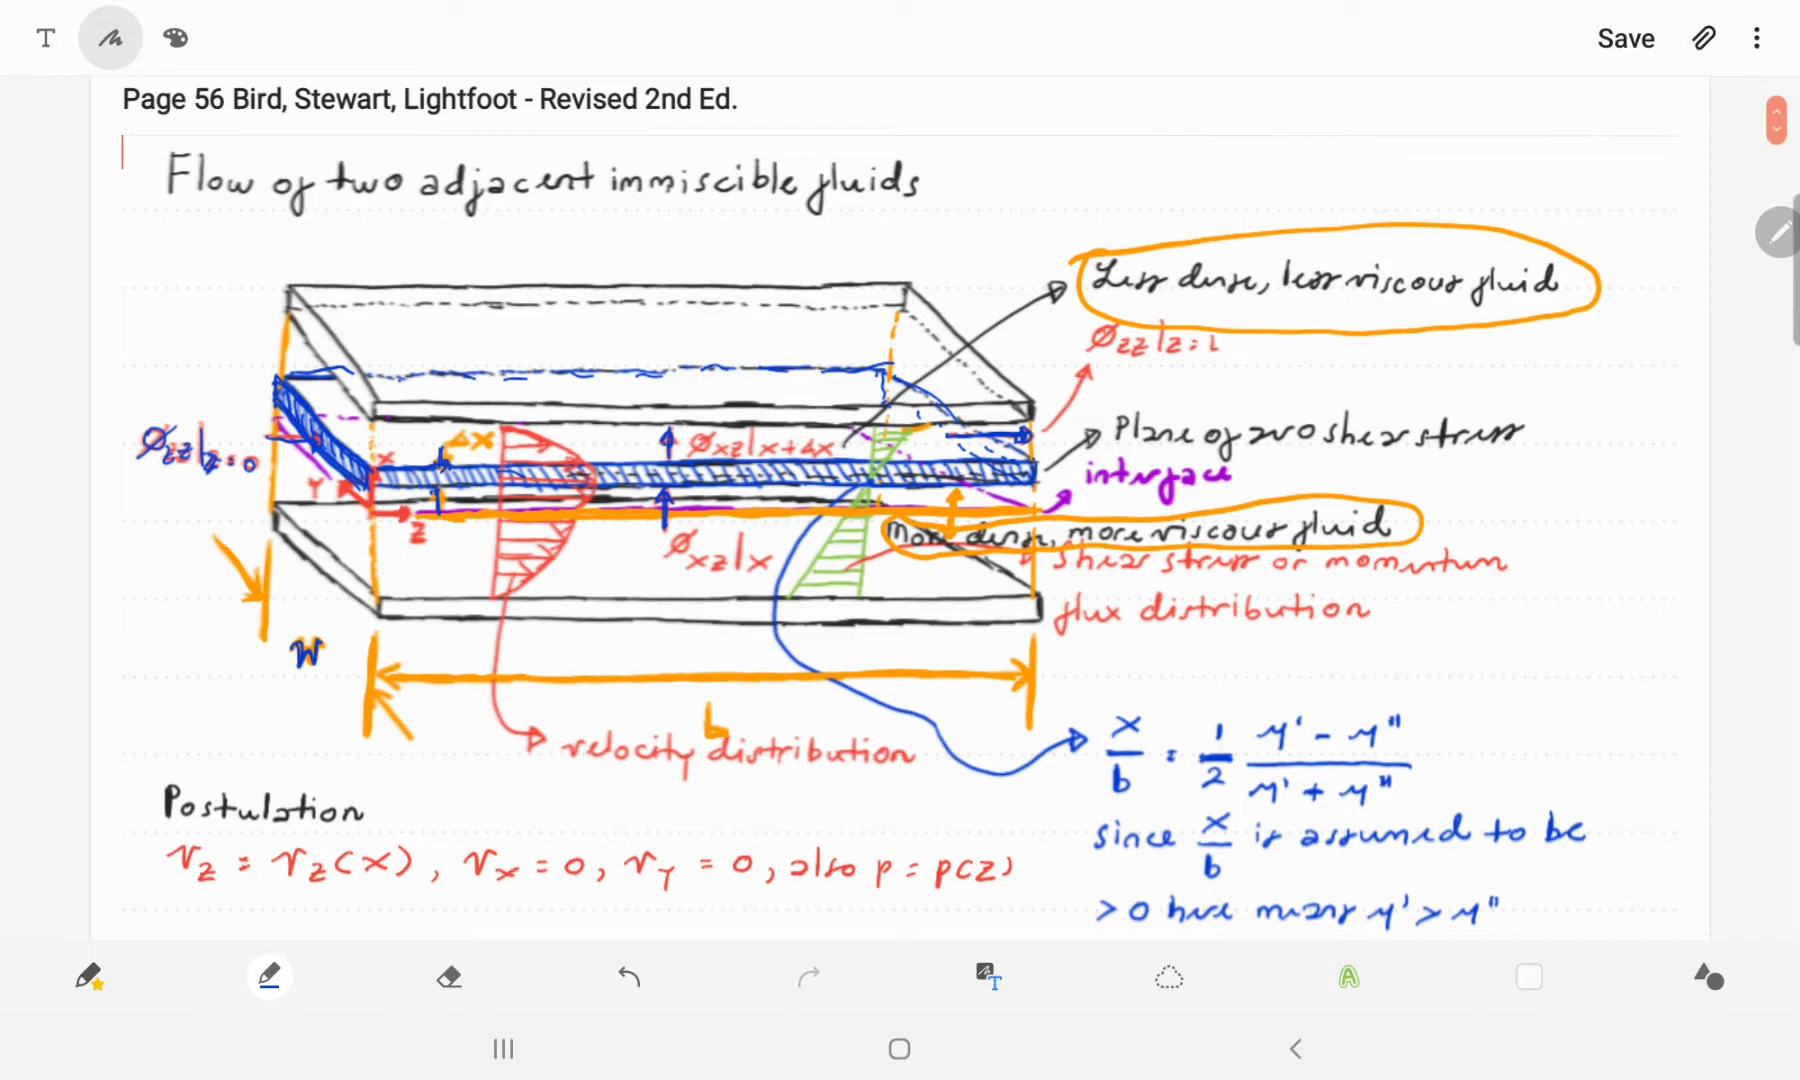 T
Save
Page 56 Bird, Stewart, Lightfoot - Revised 2nd Ed.
Flow of two adjacent immiscible fluids
Less dense, less viscous fluid
Øzz|z=L
Plane of zero shear stress
interface
Øzz|z=0
Δx
Øxz|x+Δx
x
Y
z
Øxz|x
More dense, more viscous fluid
shear stress or momentum
flux distribution
W
L
velocity distribution
x/b = 1/2 (μ' - μ")/(μ' + μ")
since x/b is assumed to be
> 0 here means μ' > μ"
Postulation
vz = vz(x), vx = 0, vy = 0, also p = p(z)
T
A